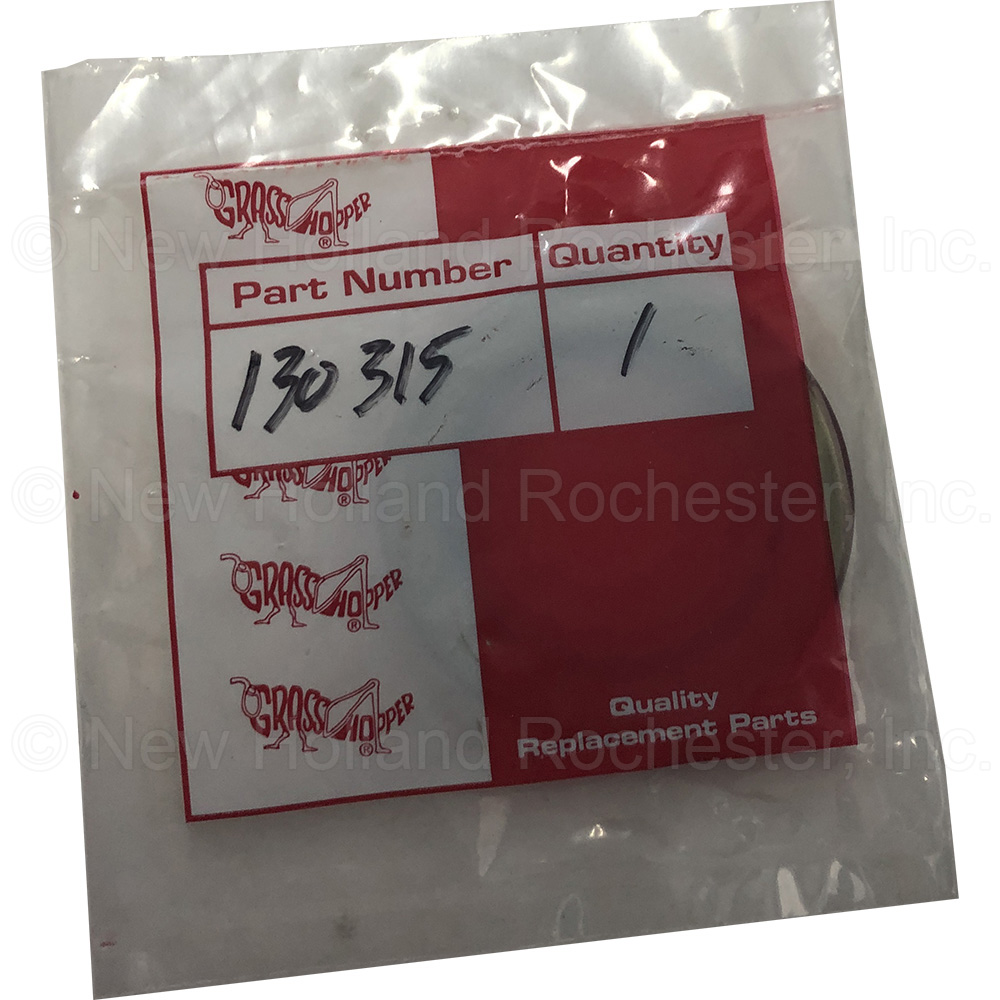 GRASSHOPPER®
© New Holland Rochester, Inc.
Part Number Quantity
130315 1
GRASSHOPPER®
© New Holland Rochester, Inc.
GRASSHOPPER®
GRASSHOPPER®
Quality
Replacement Parts
© New Holland Rochester, Inc.